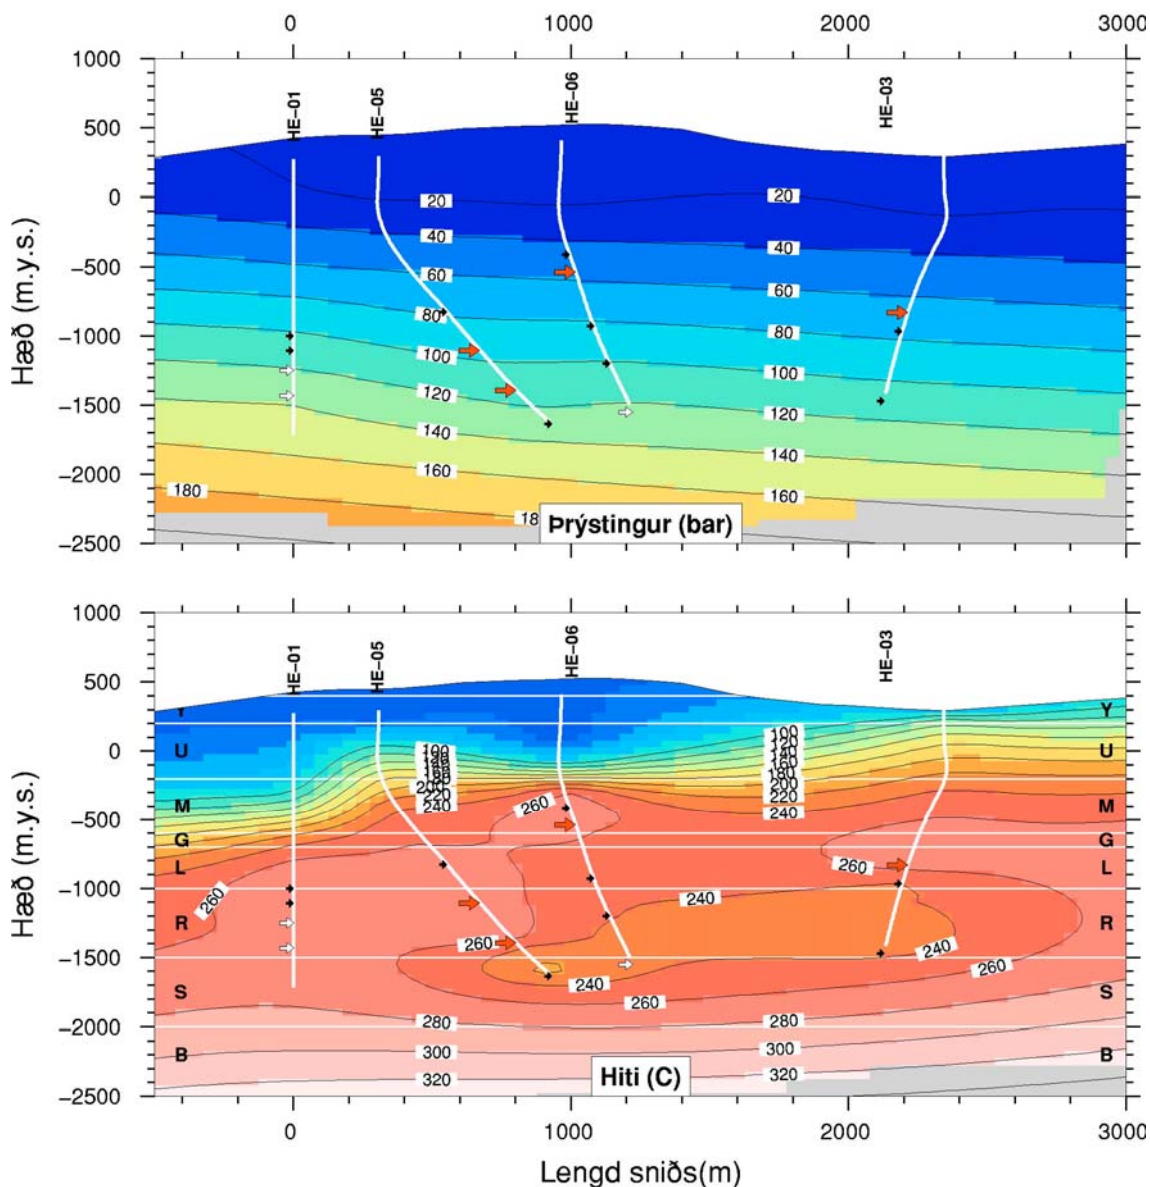 0 1000 2000 3000
1000
500
0
−500
−1000
−1500
−2000
−2500
Hæð (m.y.s.)
HE−01
HE−05
HE−06
HE−03
20 20
40 40
60 60
80 80
100 100
120 120
140 140
160 160
180
18
Þrýstingur (bar)
1000
500
0
−500
−1000
−1500
−2000
−2500
Hæð (m.y.s.)
HE−01
HE−05
HE−06
HE−03
Y Y
U U
M M
G G
L L
R R
S S
B B
100 100
120
140
160
180
200 200
220 220
240 240
260
260
260
240
260
240
240
260
260
280 280
300 300
320 320
Hiti (C)
0 1000 2000 3000
Lengd sniðs(m)